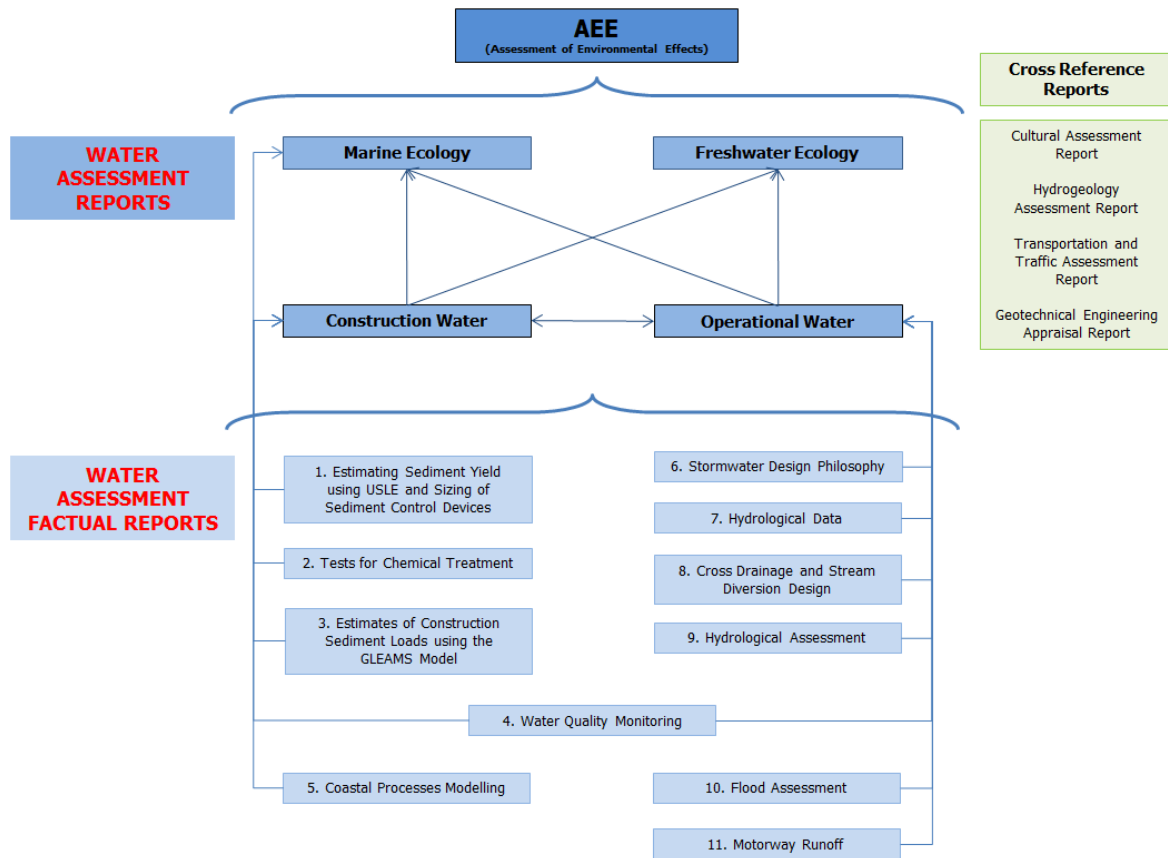 AEE
(Assessment of Environmental Effects)
Cross Reference
Reports
WATER
ASSESSMENT
REPORTS
Marine Ecology
Freshwater Ecology
Cultural Assessment
Report
Hydrogeology
Assessment Report
Transportation and
Traffic Assessment
Report
Geotechnical Engineering
Appraisal Report
Construction Water
Operational Water
WATER
ASSESSMENT
FACTUAL REPORTS
1. Estimating Sediment Yield
using USLE and Sizing of
Sediment Control Devices
2. Tests for Chemical Treatment
3. Estimates of Construction
Sediment Loads using the
GLEAMS Model
4. Water Quality Monitoring
5. Coastal Processes Modelling
6. Stormwater Design Philosophy
7. Hydrological Data
8. Cross Drainage and Stream
Diversion Design
9. Hydrological Assessment
10. Flood Assessment
11. Motorway Runoff